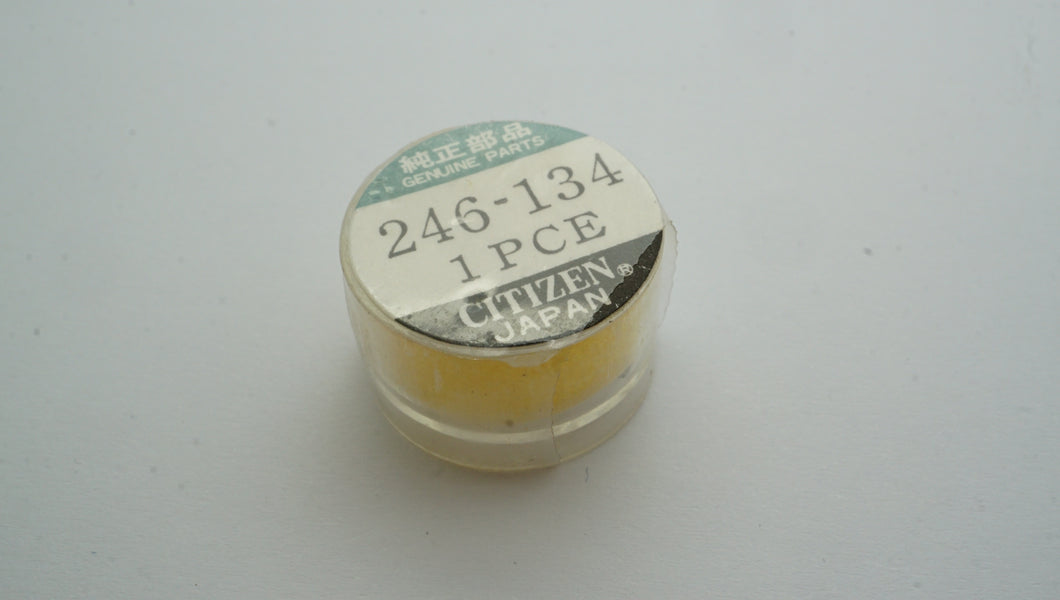 純正部品
GENUINE PARTS
246-134
1 PCE
CITIZEN®
JAPAN